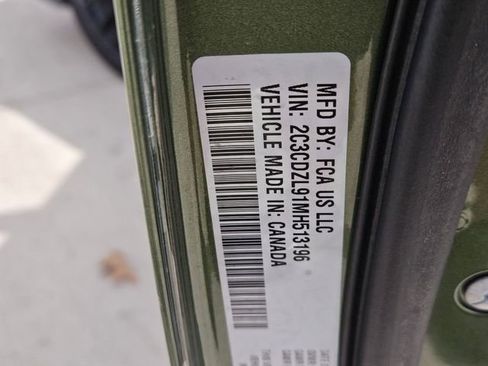 MFD BY: FCA US LLC
VIN: 2C3CDZL91MH513196
VEHICLE MADE IN: CANADA